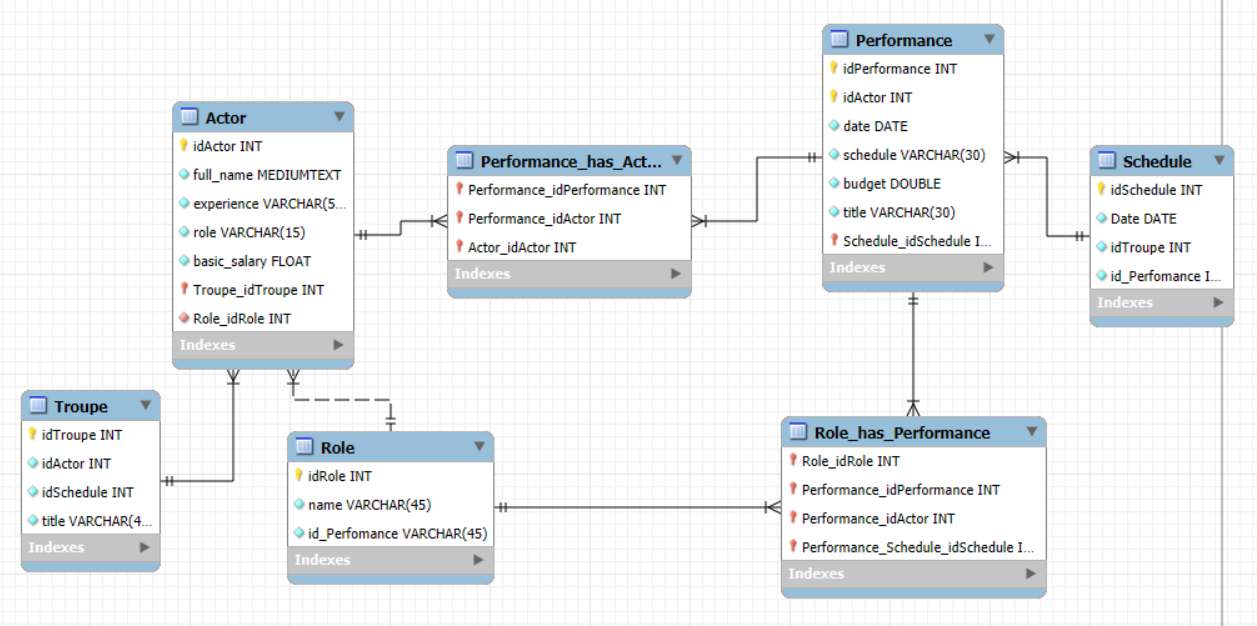 Performance
idPerformance INT
idActor INT
date DATE
schedule VARCHAR(30)
budget DOUBLE
title VARCHAR(30)
Schedule_idSchedule I...
Indexes
Actor
idActor INT
full_name MEDIUMTEXT
experience VARCHAR(5...
role VARCHAR(15)
basic_salary FLOAT
Troupe_idTroupe INT
Role_idRole INT
Indexes
Performance_has_Act...
Performance_idPerformance INT
Performance_idActor INT
Actor_idActor INT
Indexes
Schedule
idSchedule INT
Date DATE
idTroupe INT
id_Perfomance I...
Indexes
Troupe
idTroupe INT
idActor INT
idSchedule INT
title VARCHAR(4...
Indexes
Role
idRole INT
name VARCHAR(45)
id_Perfomance VARCHAR(45)
Indexes
Role_has_Performance
Role_idRole INT
Performance_idPerformance INT
Performance_idActor INT
Performance_Schedule_idSchedule I...
Indexes